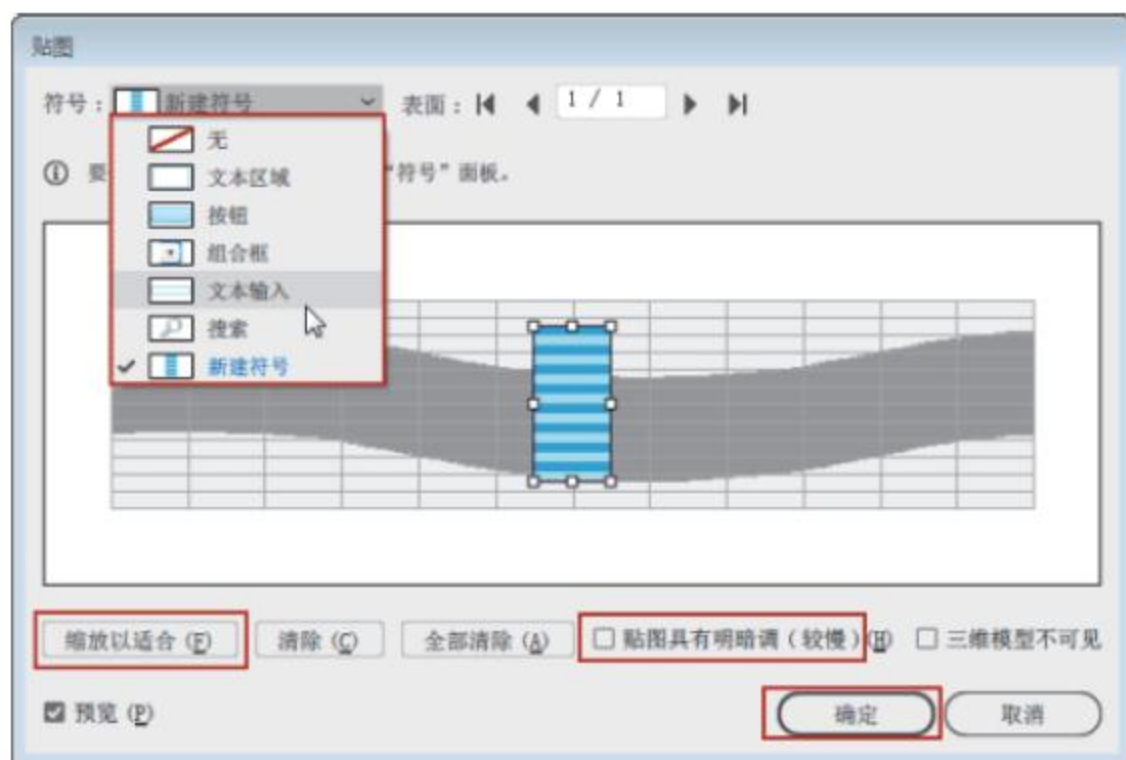 贴图
符号：新建符号 表面： 1 / 1
无
要 “符号”面板。
文本区域
按钮
组合框
文本输入
搜索
新建符号
缩放以适合 (F) 清除 (C) 全部清除 (A) 贴图具有明暗调（较慢）(H) 三维模型不可见
预览 (P) 确定 取消